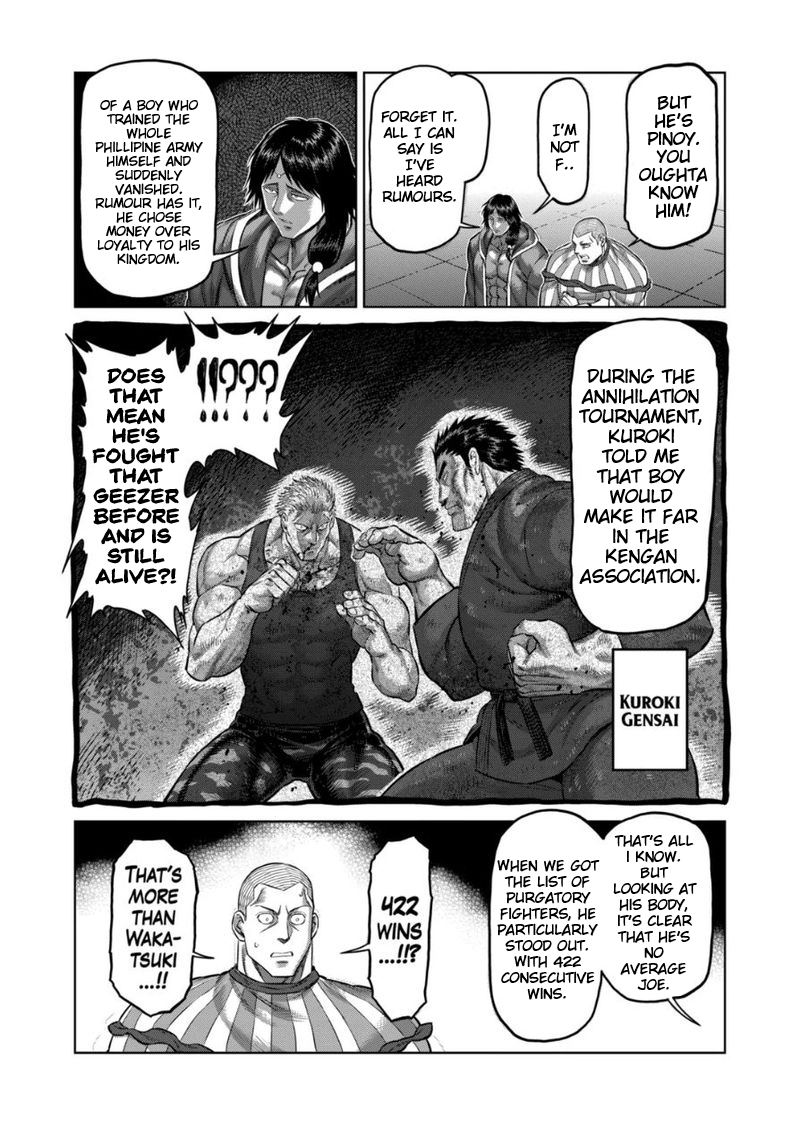 BUT
HE'S
PINOY.
YOU
OUGHTA
KNOW
HIM!
I'M
NOT
F..
FORGET IT.
ALL I CAN
SAY IS
I'VE
HEARD
RUMOURS.
OF A BOY WHO
TRAINED THE
WHOLE
PHILLIPINE ARMY
HIMSELF AND
SUDDENLY
VANISHED.
RUMOUR HAS IT,
HE CHOSE
MONEY OVER
LOYALTY TO HIS
KINGDOM.
DURING THE
ANNIHILATION
TOURNAMENT,
KUROKI
TOLD ME
THAT BOY
WOULD
MAKE IT FAR
IN THE
KENGAN
ASSOCIATION.
KUROKI
GENSAI
!!???
DOES
THAT
MEAN
HE'S
FOUGHT
THAT
GEEZER
BEFORE
AND IS
STILL
ALIVE?!
THAT'S ALL
I KNOW.
BUT
LOOKING AT
HIS BODY,
IT'S CLEAR
THAT HE'S
NO
AVERAGE
JOE.
WHEN WE GOT
THE LIST OF
PURGATORY
FIGHTERS, HE
PARTICULARLY
STOOD OUT.
WITH 422
CONSECUTIVE
WINS.
422
WINS
...!!?
THAT'S
MORE
THAN
WAKA-
TSUKI
...!!